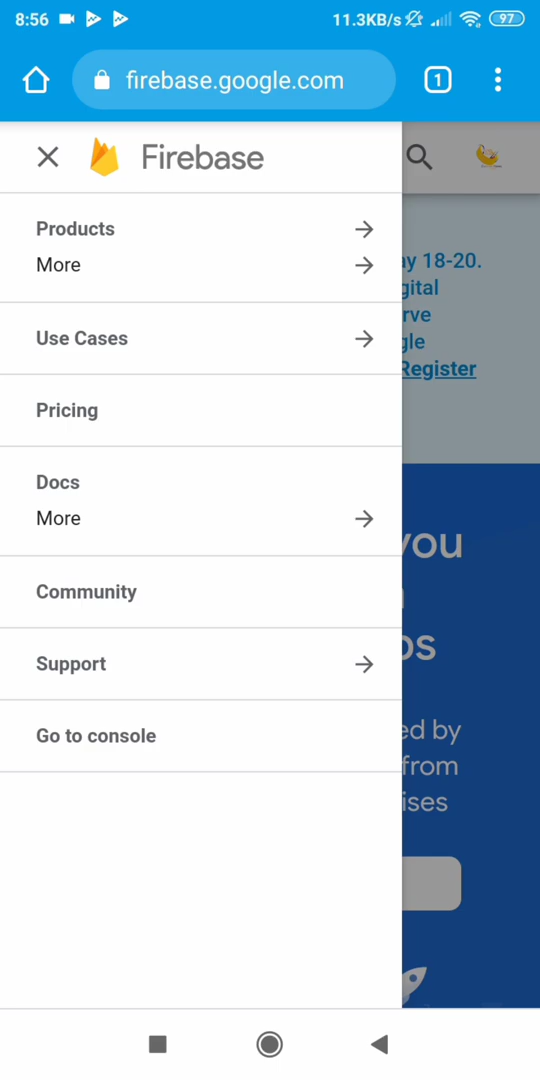 8:56
11.3KB/s
97
firebase.google.com
1
Firebase
Products
More
Use Cases
Pricing
Docs
More
Community
Support
Go to console
ay 18-20.
gital
rve
gle
Register
you
ps
ed by
from
ises